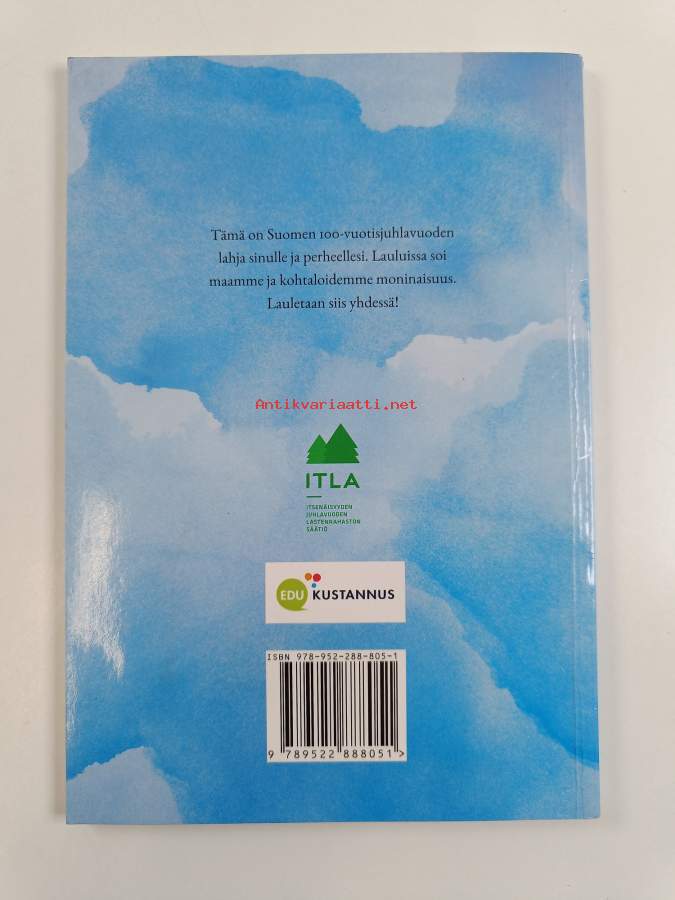 Tämä on Suomen 100-vuotisjuhlavuoden
lahja sinulle ja perheellesi. Lauluissa soi
maamme ja kohtaloidemme moninaisuus.
Lauletaan siis yhdessä!
Antikvariaatti.net
ITLA
ITSENÄISYYDEN
JUHLAVUODEN
LASTENRAHASTON
SÄÄTIÖ
EDU KUSTANNUS
ISBN 978-952-288-805-1
9 789522 888051 >